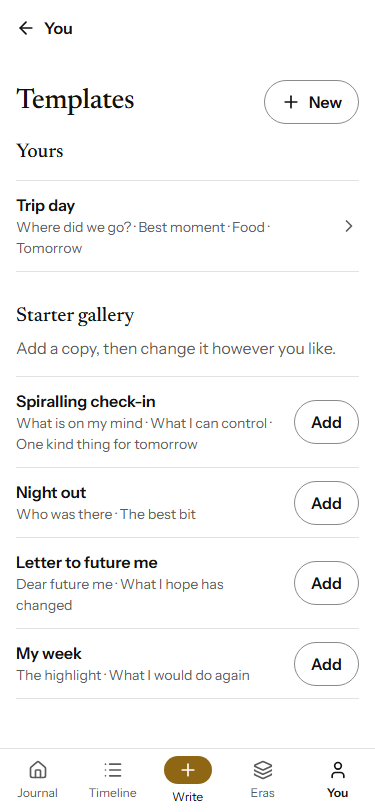 You
Templates
New
Yours
Trip day
Where did we go? · Best moment · Food ·
Tomorrow
Starter gallery
Add a copy, then change it however you like.
Spiralling check-in
What is on my mind · What I can control ·
One kind thing for tomorrow
Add
Night out
Who was there · The best bit
Add
Letter to future me
Dear future me · What I hope has
changed
Add
My week
The highlight · What I would do again
Add
Journal
Timeline
Write
Eras
You